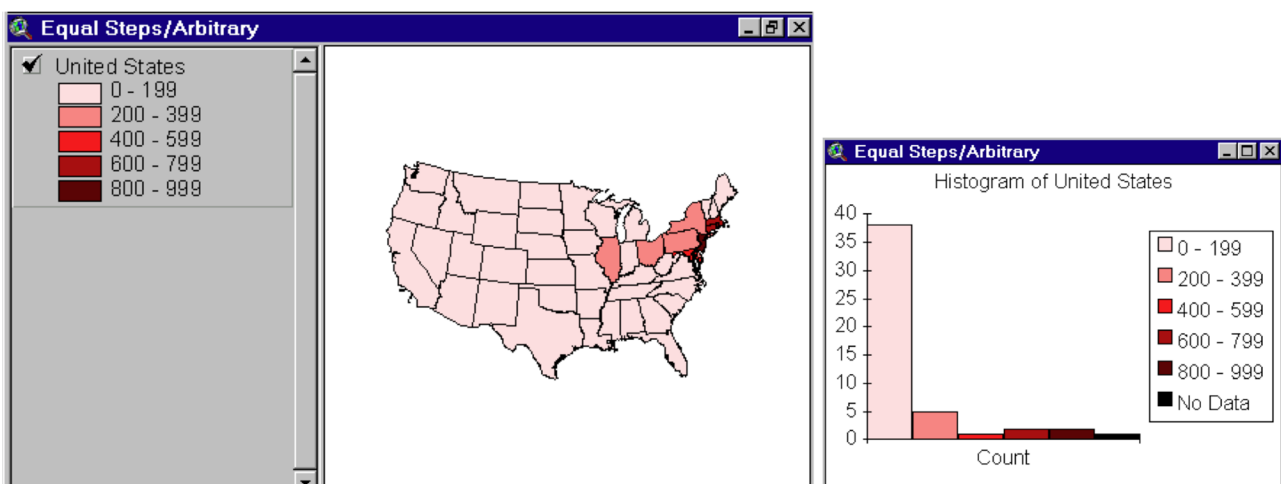 Equal Steps/Arbitrary
United States
0 - 199
200 - 399
400 - 599
600 - 799
800 - 999
Equal Steps/Arbitrary
Histogram of United States
40
35
30
25
20
15
10
5
0
Count
0 - 199
200 - 399
400 - 599
600 - 799
800 - 999
No Data